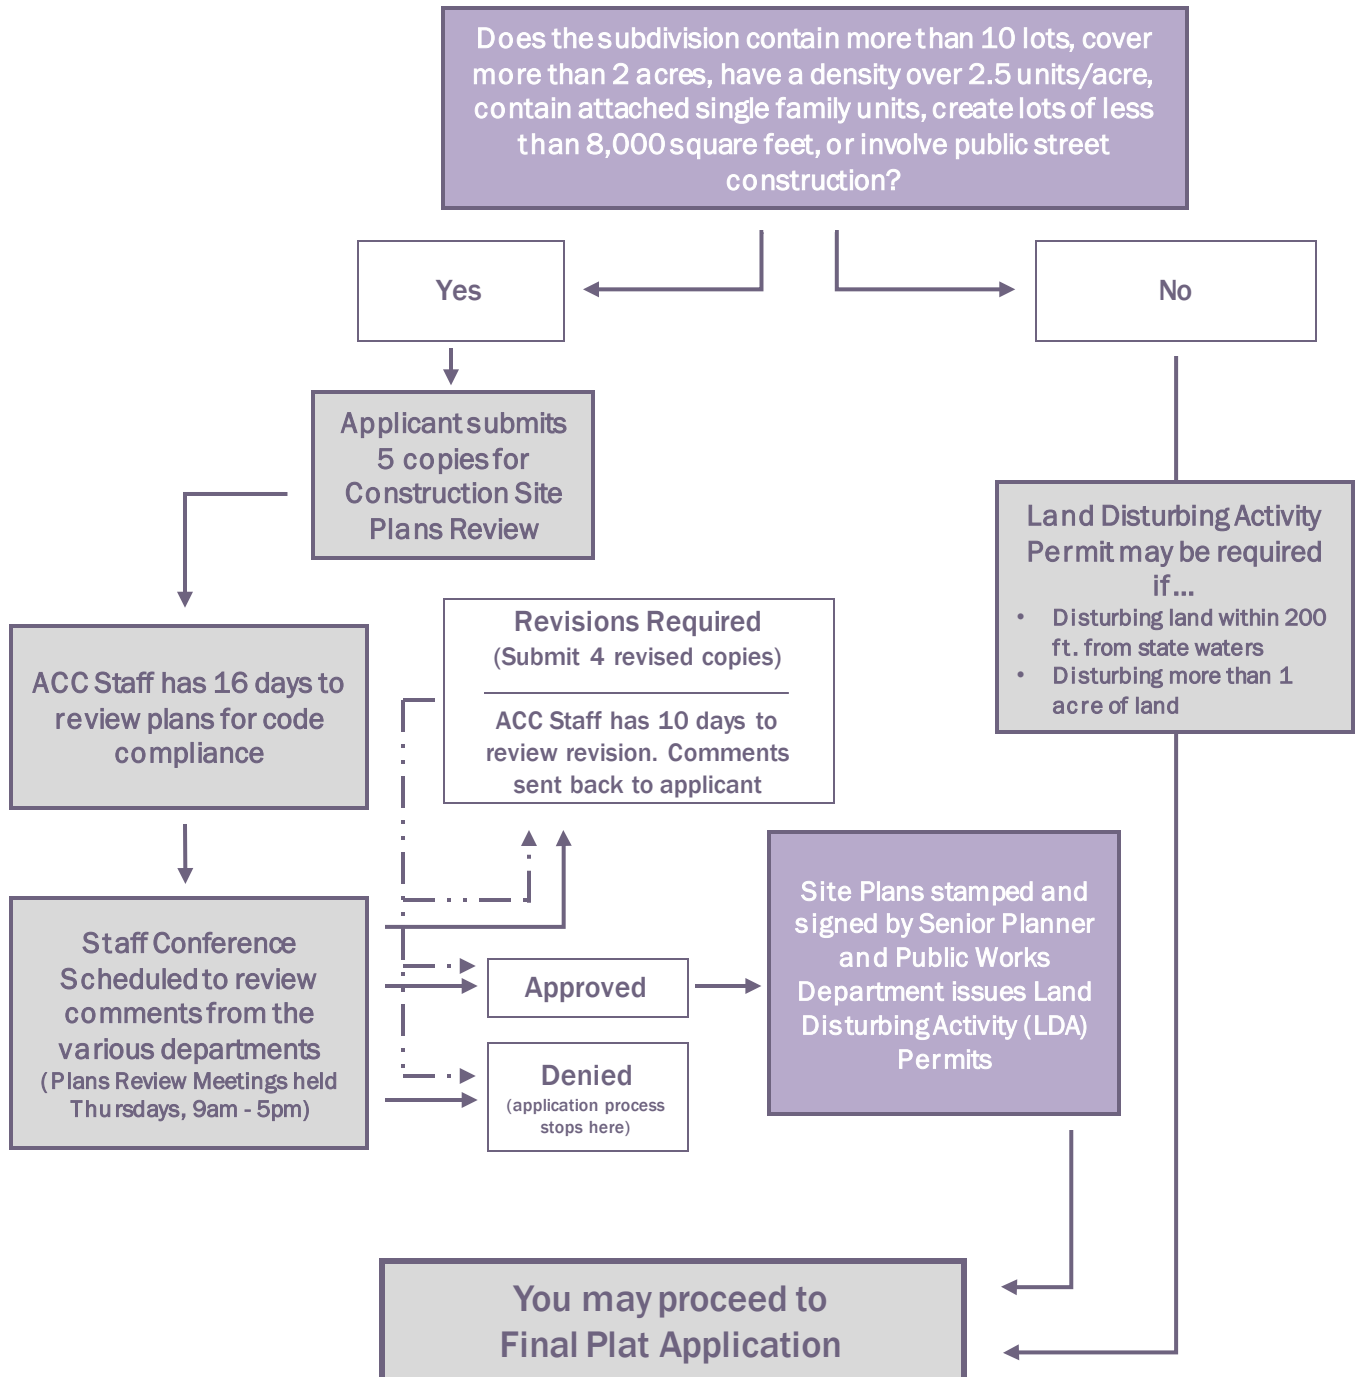 Does the subdivision contain more than 10 lots, cover
more than 2 acres, have a density over 2.5 units/acre,
contain attached single family units, create lots of less
than 8,000 square feet, or involve public street
construction?
Yes
No
Applicant submits
5 copies for
Construction Site
Plans Review
Land Disturbing Activity
Permit may be required
if...
• Disturbing land within 200
ft. from state waters
• Disturbing more than 1
acre of land
ACC Staff has 16 days to
review plans for code
compliance
Revisions Required
(Submit 4 revised copies)
ACC Staff has 10 days to
review revision. Comments
sent back to applicant
Staff Conference
Scheduled to review
comments from the
various departments
(Plans Review Meetings held
Thursdays, 9am - 5pm)
Approved
Denied
(application process
stops here)
Site Plans stamped and
signed by Senior Planner
and Public Works
Department issues Land
Disturbing Activity (LDA)
Permits
You may proceed to
Final Plat Application